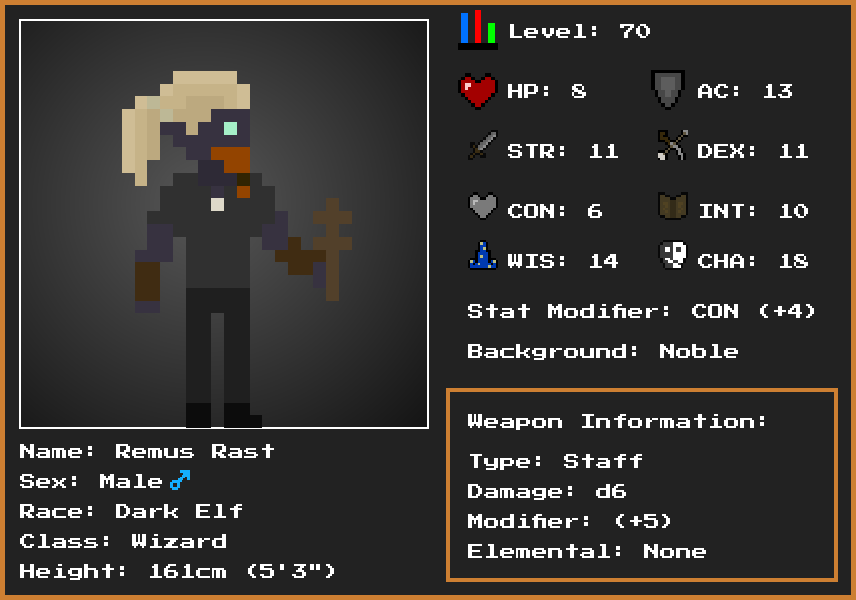 Level: 70
HP: 8
AC: 13
STR: 11
DEX: 11
CON: 6
INT: 10
WIS: 14
CHA: 18
Stat Modifier: CON (+4)
Background: Noble
Weapon Information:
Type: Staff
Damage: d6
Modifier: (+5)
Elemental: None
Name: Remus Rast
Sex: Male♂
Race: Dark Elf
Class: Wizard
Height: 161cm (5'3")